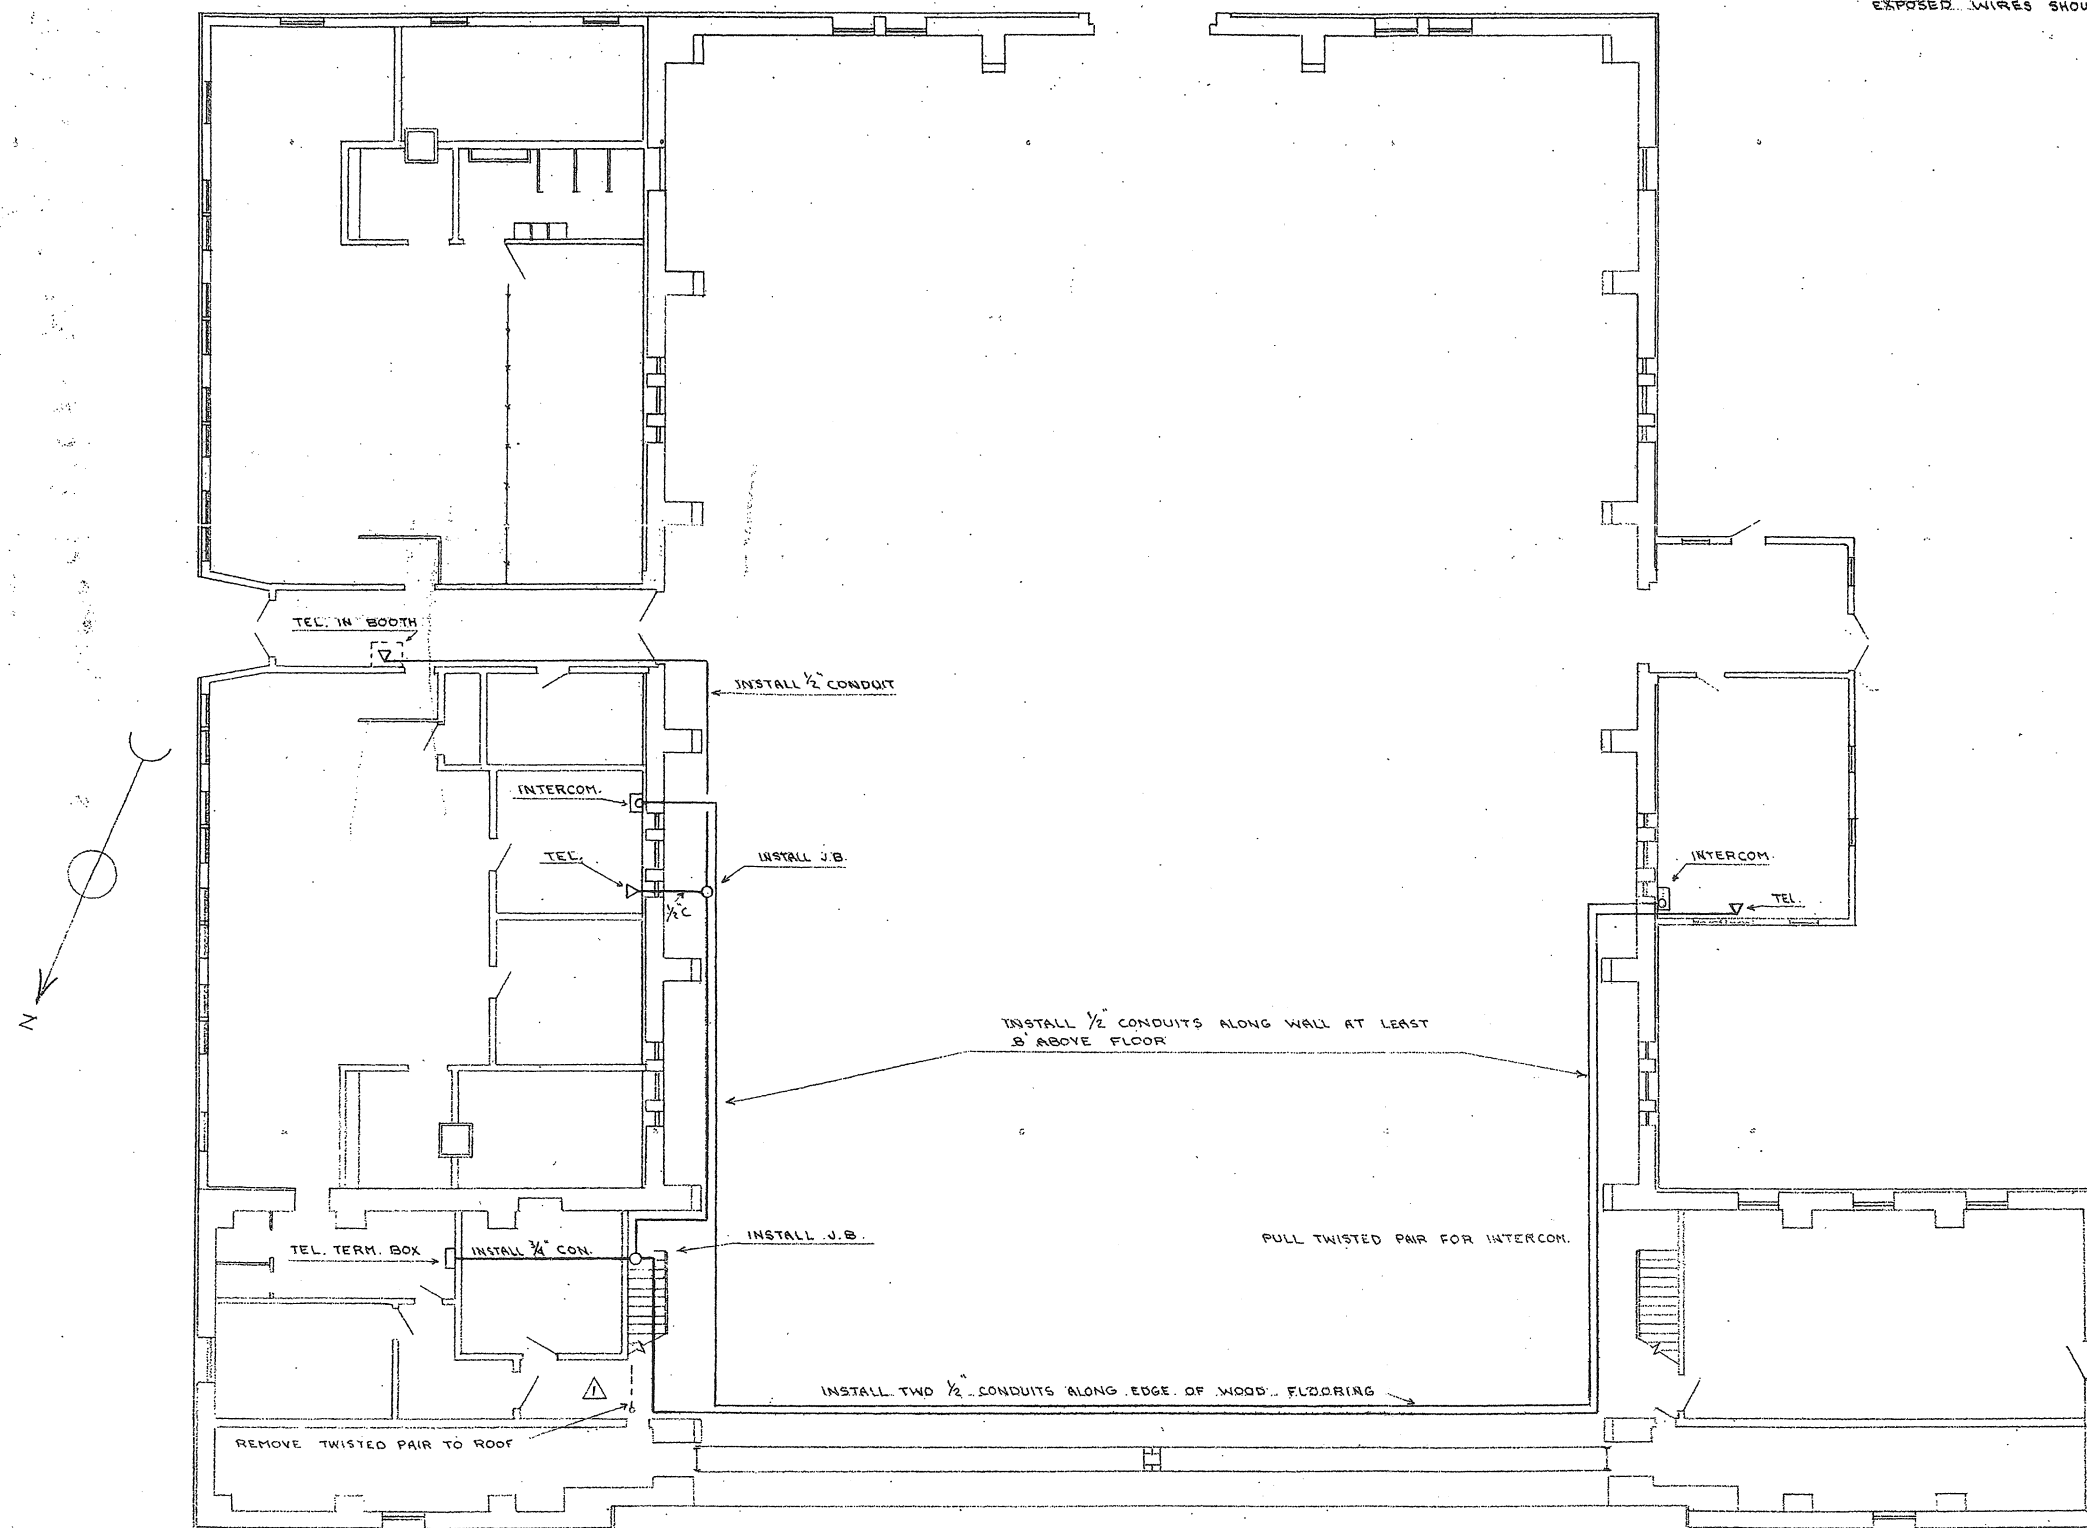 EXPOSED WIRES
TEL. IN BOOTH
INSTALL 1/2" CONDUIT
INTERCOM.
TEL.
INSTALL J.B.
1/2" C
INTERCOM.
TEL.
N
INSTALL 1/2" CONDUITS ALONG WALL AT LEAST
8' ABOVE FLOOR
INSTALL J.B.
TEL. TERM. BOX
INSTALL 3/4" CON.
PULL TWISTED PAIR FOR INTERCOM.
1
INSTALL TWO 1/2" CONDUITS ALONG EDGE OF WOOD FLOORING
REMOVE TWISTED PAIR TO ROOF